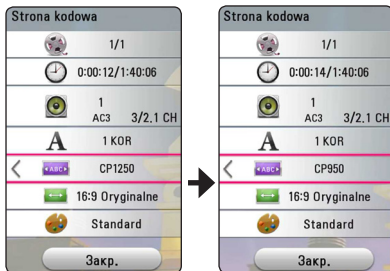 Strona kodowa
1/1
0:00:12/1:40:06
1
AC3 3/2.1 CH
A 1 KOR
ABC CP1250
16:9 Oryginalne
Standard
Закр.
Strona kodowa
1/1
0:00:14/1:40:06
1
AC3 3/2.1 CH
A 1 KOR
ABC CP950
16:9 Oryginalne
Standard
Закр.